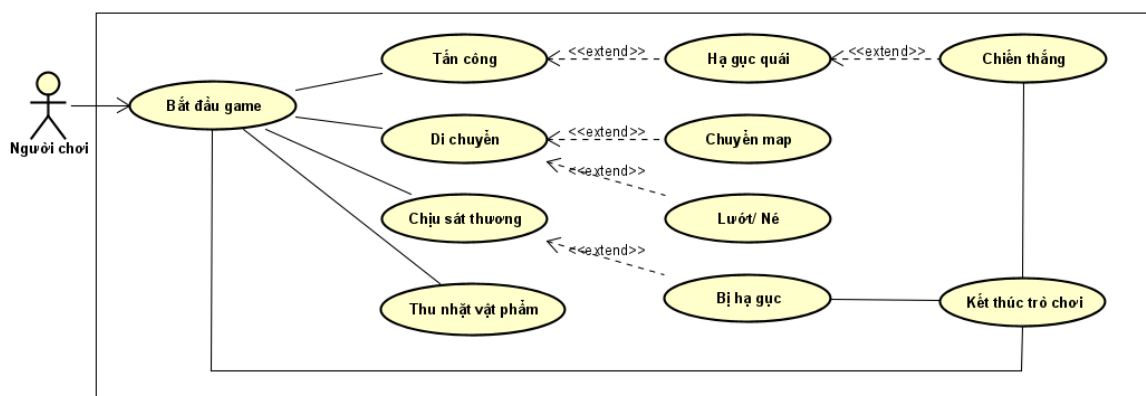 Tấn công
<<extend>>
Hạ gục quái
<<extend>>
Chiến thắng
Bắt đầu game
Người chơi
Di chuyển
<<extend>>
Chuyển map
<<extend>>
Chịu sát thương
Lướt/ Né
<<extend>>
Thu nhặt vật phẩm
Bị hạ gục
Kết thúc trò chơi